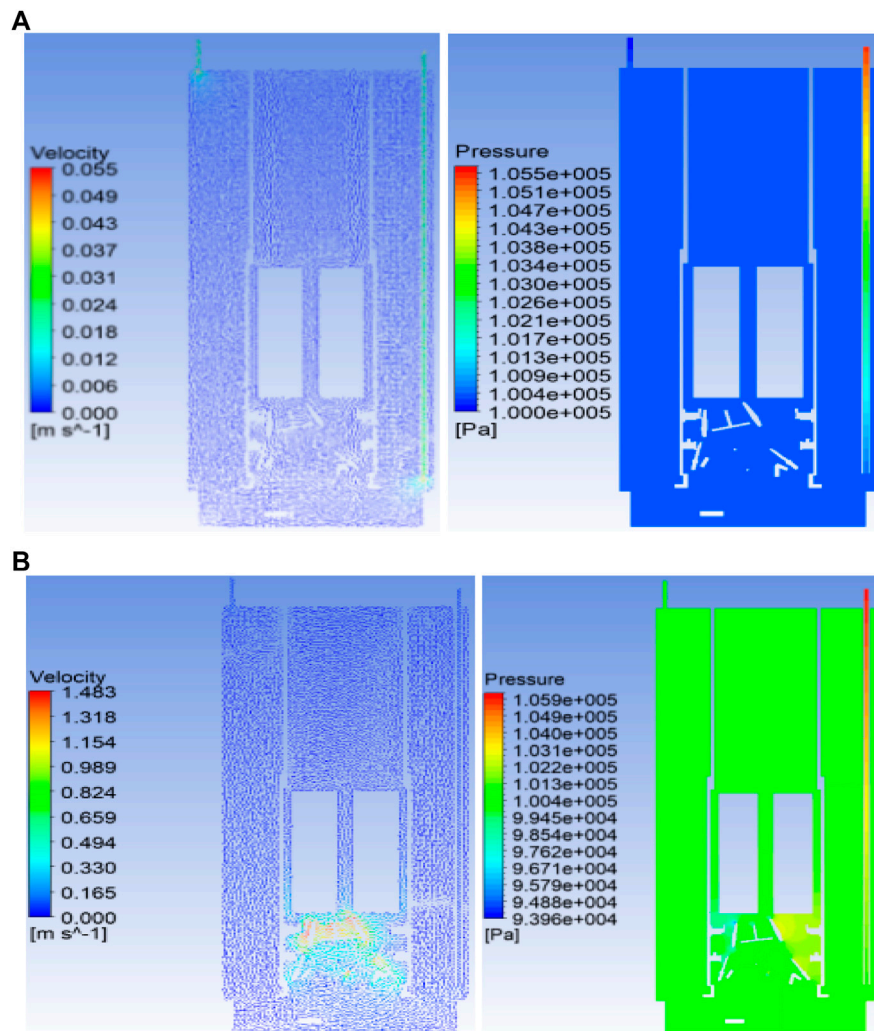 A
Velocity
0.055
0.049
0.043
0.037
0.031
0.024
0.018
0.012
0.006
0.000
[m s^-1]
Pressure
1.055e+005
1.051e+005
1.047e+005
1.043e+005
1.038e+005
1.034e+005
1.030e+005
1.026e+005
1.021e+005
1.017e+005
1.013e+005
1.009e+005
1.004e+005
1.000e+005
[Pa]
B
Velocity
1.483
1.318
1.154
0.989
0.824
0.659
0.494
0.330
0.165
0.000
[m s^-1]
Pressure
1.059e+005
1.049e+005
1.040e+005
1.031e+005
1.022e+005
1.013e+005
1.004e+005
9.945e+004
9.854e+004
9.762e+004
9.671e+004
9.579e+004
9.488e+004
9.396e+004
[Pa]